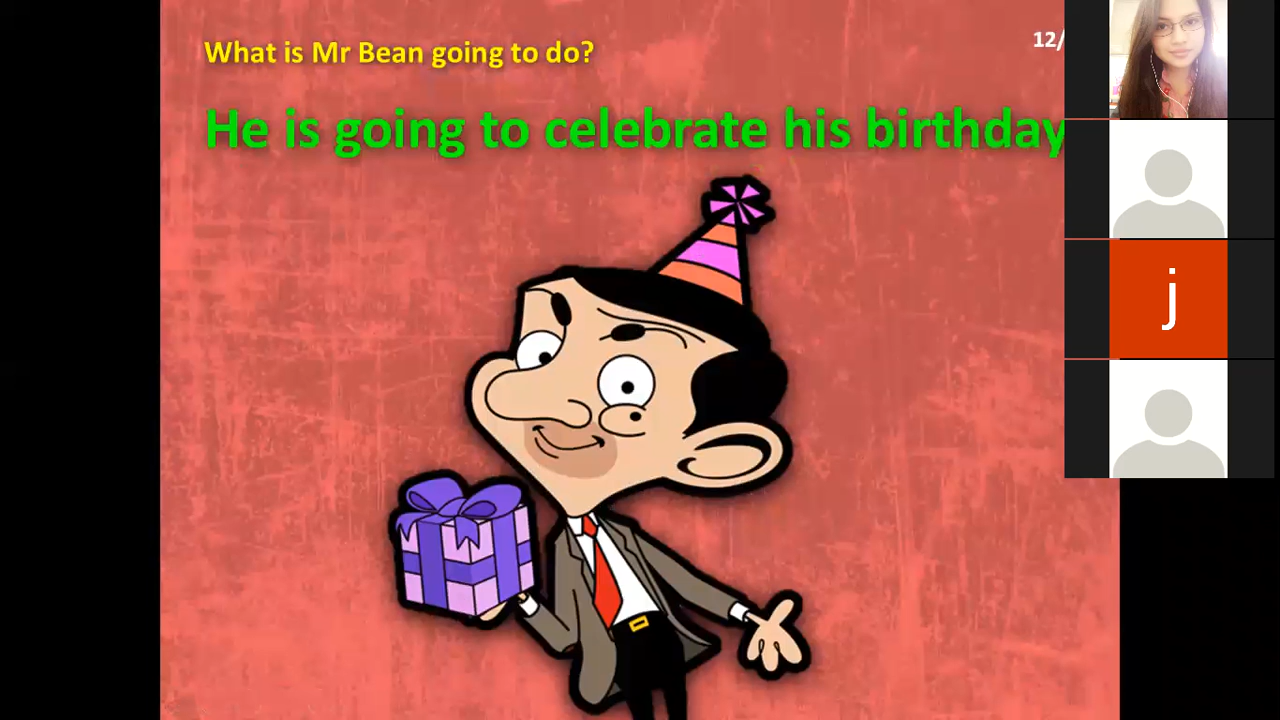 What is Mr Bean going to do?
12/
He is going to celebrate his birthday
j